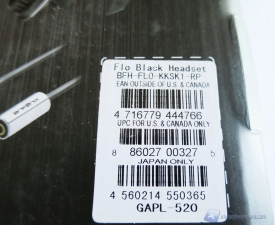 Flo Black Headset
BFH-FLO-KKSK1-RP
EAN OUTSIDE OF U.S & CANADA
4 716779 444766
UPC FOR U.S & CANADA ONLY
8 86027 00327 5
JAPAN ONLY
4 560214 550365
GAPL-520